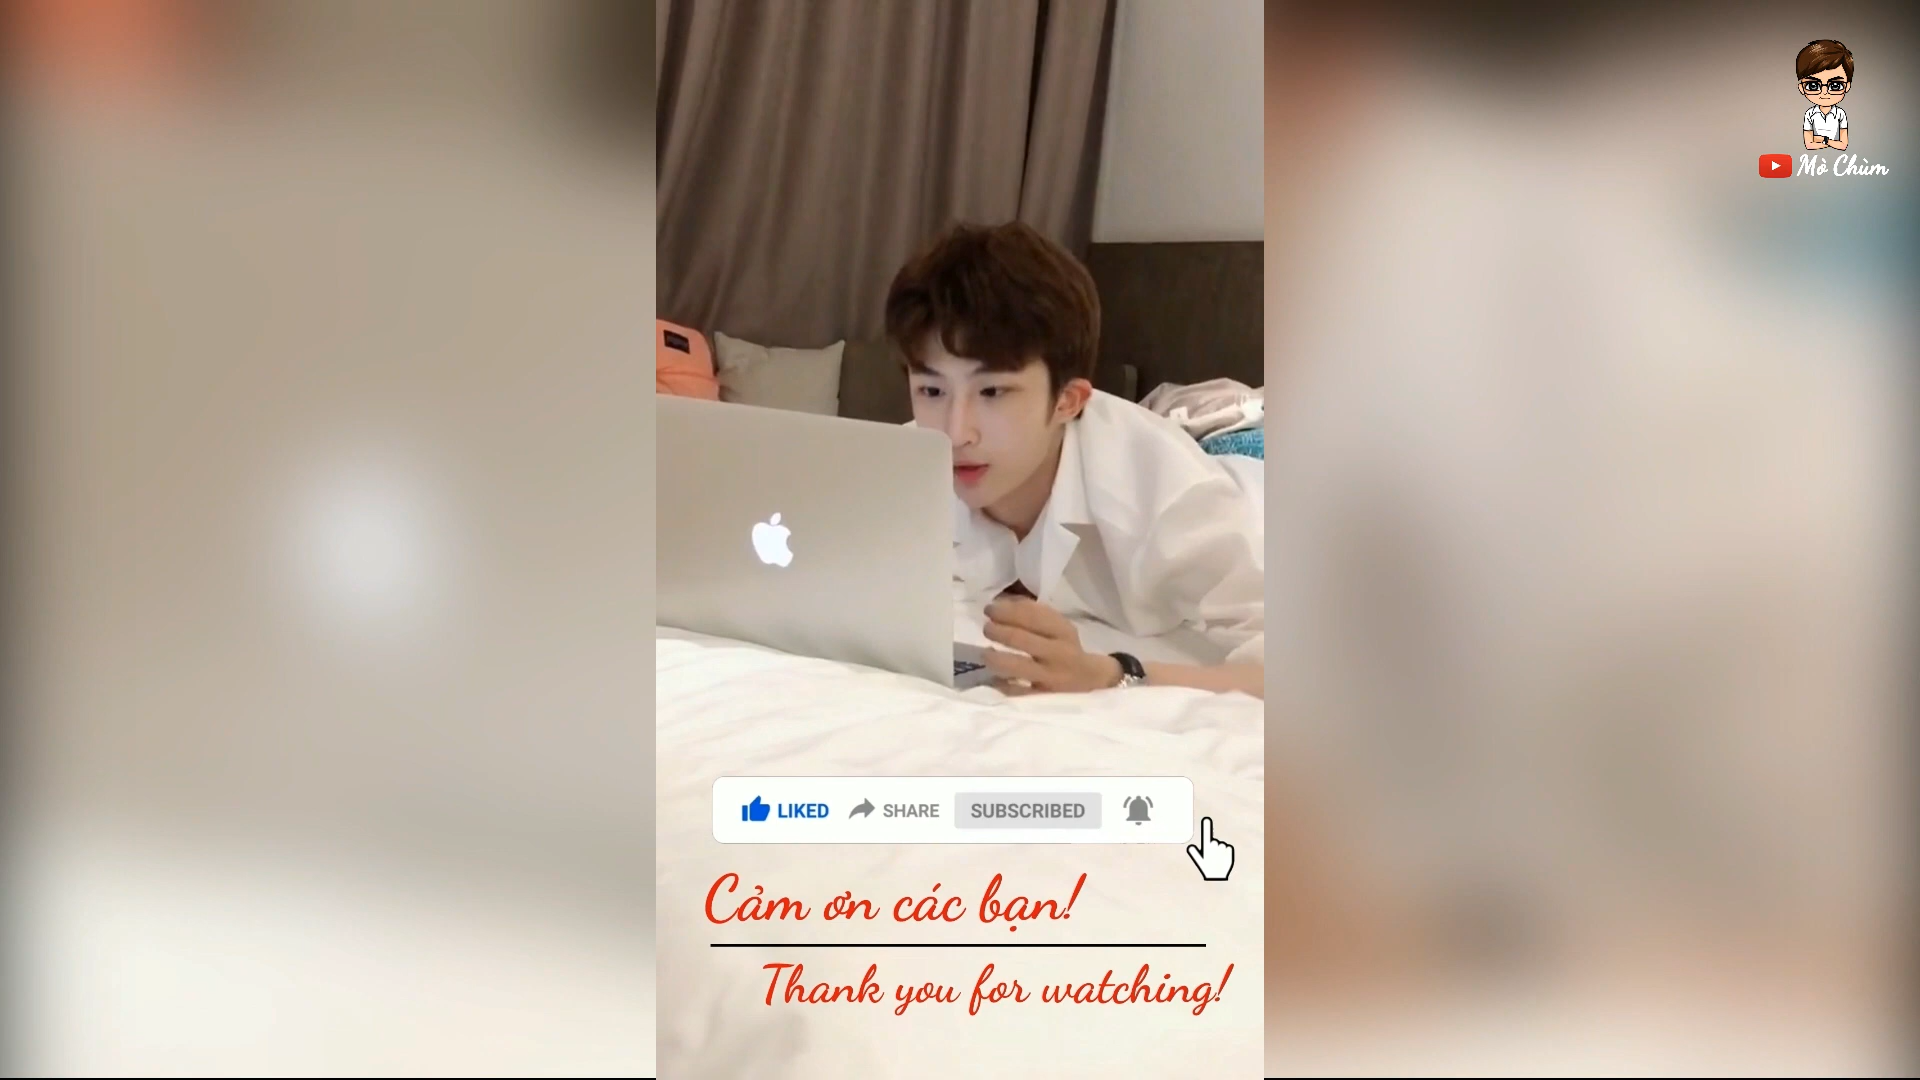 Mò Chùm
LIKED SHARE SUBSCRIBED
Cảm ơn các bạn!
Thank you for watching!